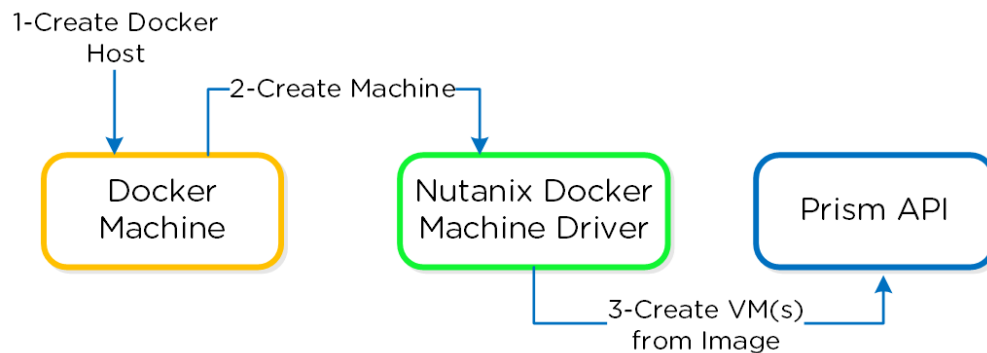 1-Create Docker
Host
2-Create Machine
Docker
Machine
Nutanix Docker
Machine Driver
Prism API
3-Create VM(s)
from Image